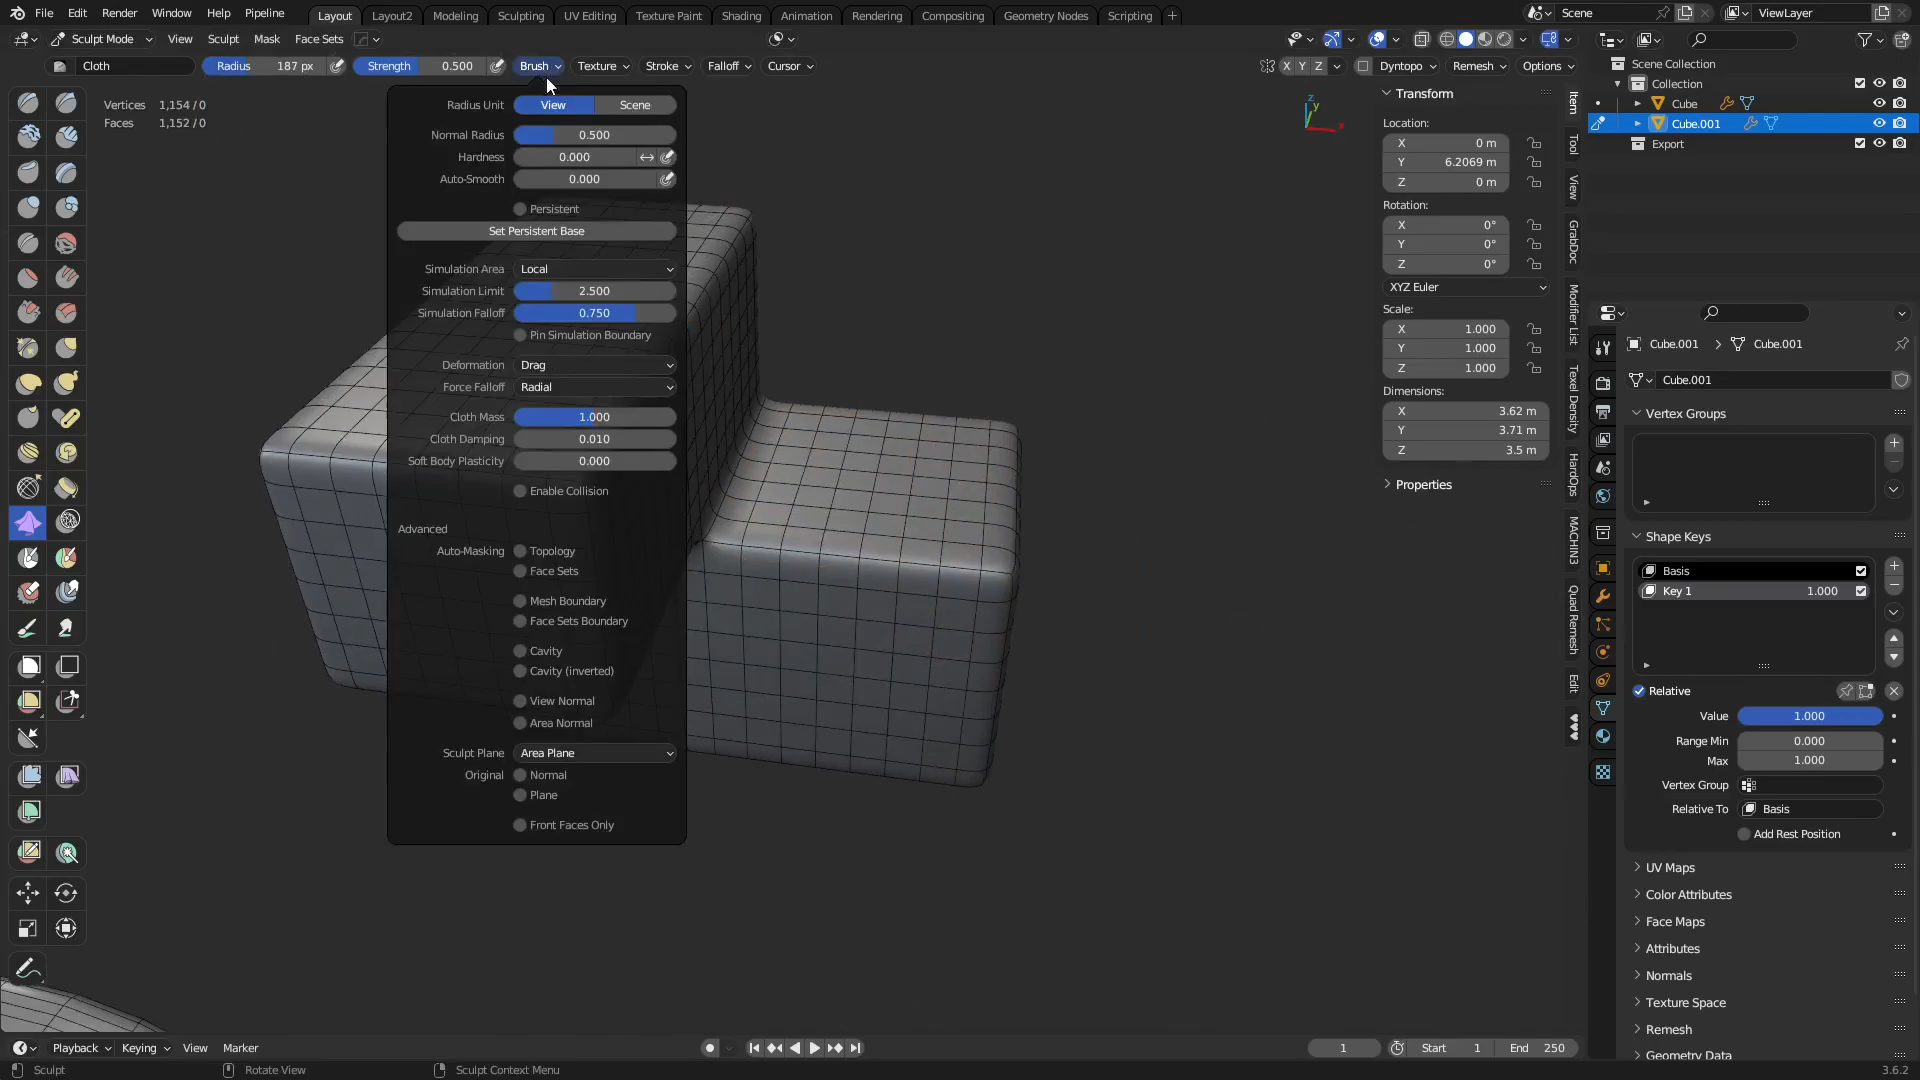 File Edit Render Window Help Pipeline Layout Layout2 Modeling Sculpting UV Editing Texture Paint Shading Animation Rendering Compositing Geometry Nodes Scripting + Scene ViewLayer
Sculpt Mode View Sculpt Mask Face Sets
Cloth Radius 187 px Strength 0.500 Brush Texture Stroke Falloff Cursor X Y Z Dyntopo Remesh Options
Vertices 1,154 / 0
Faces 1,152 / 0
Radius Unit View Scene
Normal Radius 0.500
Hardness 0.000
Auto-Smooth 0.000
Persistent
Set Persistent Base
Simulation Area Local
Simulation Limit 2.500
Simulation Falloff 0.750
Pin Simulation Boundary
Deformation Drag
Force Falloff Radial
Cloth Mass 1.000
Cloth Damping 0.010
Soft Body Plasticity 0.000
Enable Collision
Advanced
Auto-Masking Topology
Face Sets
Mesh Boundary
Face Sets Boundary
Cavity
Cavity (inverted)
View Normal
Area Normal
Sculpt Plane Area Plane
Original Normal
Plane
Front Faces Only
Z
Y
X
Transform
Location:
X 0 m
Y 6.2069 m
Z 0 m
Rotation:
X 0°
Y 0°
Z 0°
XYZ Euler
Scale:
X 1.000
Y 1.000
Z 1.000
Dimensions:
X 3.62 m
Y 3.71 m
Z 3.5 m
Properties
Item
Tool
View
GrabDoc
Modifier List
Texel Density
HardOps
MACHIN3
Quad Remesh
Edit
Scene Collection
Collection
Cube
Cube.001
Export
Cube.001 > Cube.001
Cube.001
Vertex Groups
Shape Keys
Basis
Key 1 1.000
Relative
Value 1.000
Range Min 0.000
Max 1.000
Vertex Group
Relative To Basis
Add Rest Position
UV Maps
Color Attributes
Face Maps
Attributes
Normals
Texture Space
Remesh
Geometry Data
Playback Keying View Marker 1 Start 1 End 250
Sculpt Rotate View Sculpt Context Menu 3.6.2